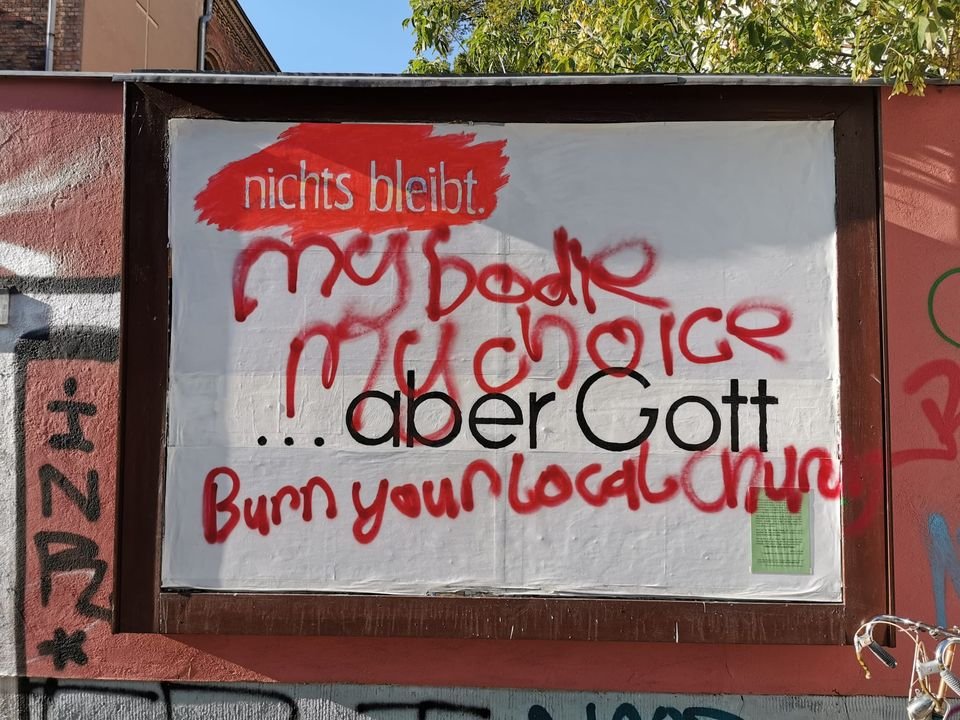 nichts bleibt.
my bodie
my choice
... aber Gott
Burn your local church